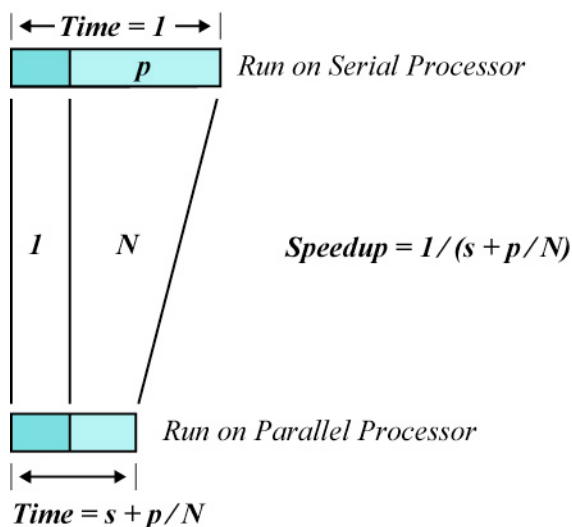 Time = 1
p
Run on Serial Processor
1
N
Speedup = 1/(s + p/N)
Run on Parallel Processor
Time = s + p/N